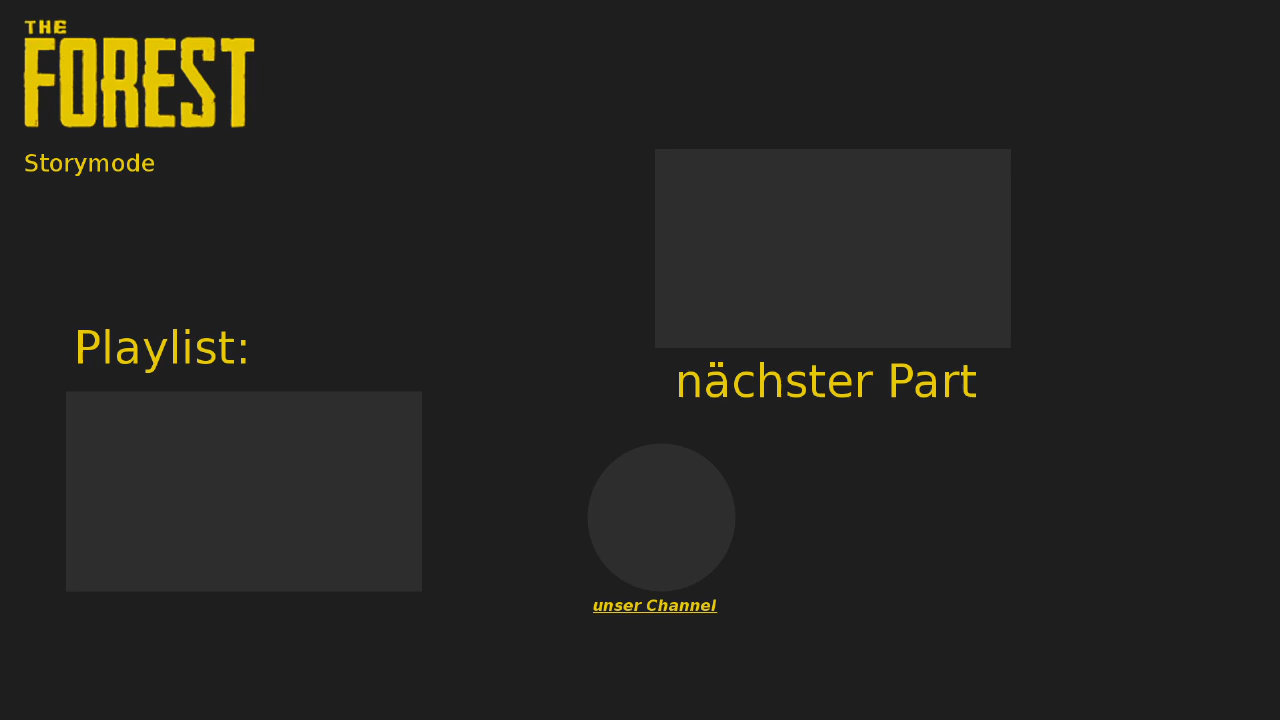 THE
FOREST
Storymode
Playlist:
nächster Part
unser Channel